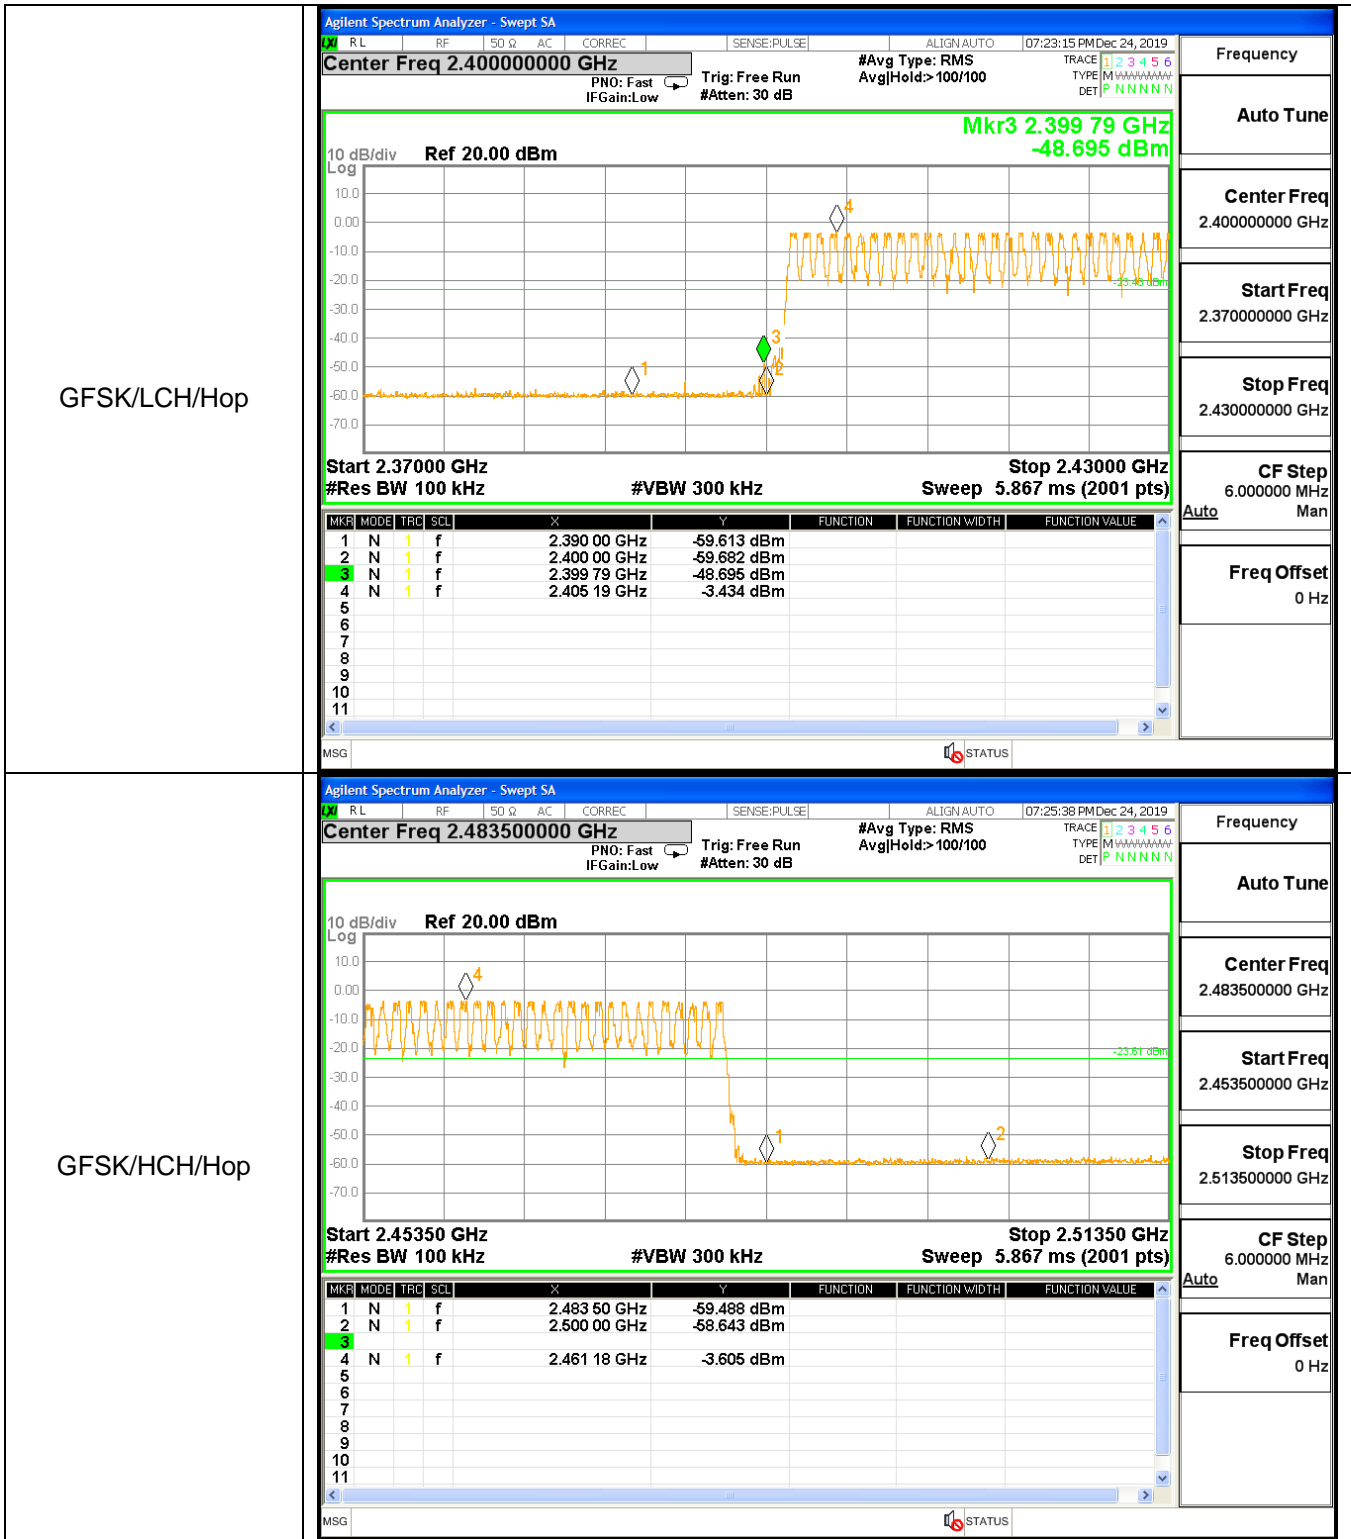 GFSK/LCH/Hop
Agilent Spectrum Analyzer - Swept SA
LXI RL RF 50 Ω AC CORREC SENSE:PULSE ALIGN AUTO 07:23:15 PM Dec 24, 2019
Center Freq 2.400000000 GHz
PNO: Fast
IFGain:Low
Trig: Free Run
#Atten: 30 dB
#Avg Type: RMS
Avg|Hold:> 100/100
TRACE 1 2 3 4 5 6
TYPE M WWWWW
DET P N N N N N
Mkr3 2.399 79 GHz
-48.695 dBm
10 dB/div Ref 20.00 dBm
Log
10.0
0.00
-10.0
-20.0
-30.0
-40.0
-50.0
-60.0
-70.0
4
-23.43 dBm
3
1
2
Start 2.37000 GHz Stop 2.43000 GHz
#Res BW 100 kHz #VBW 300 kHz Sweep 5.867 ms (2001 pts)
MKR MODE TRC SCL X Y FUNCTION FUNCTION WIDTH FUNCTION VALUE
1 N 1 f 2.390 00 GHz -59.613 dBm
2 N 1 f 2.400 00 GHz -59.682 dBm
3 N 1 f 2.399 79 GHz -48.695 dBm
4 N 1 f 2.405 19 GHz -3.434 dBm
5
6
7
8
9
10
11
MSG STATUS
Frequency
Auto Tune
Center Freq
2.400000000 GHz
Start Freq
2.370000000 GHz
Stop Freq
2.430000000 GHz
CF Step
6.000000 MHz
Auto Man
Freq Offset
0 Hz
GFSK/HCH/Hop
Agilent Spectrum Analyzer - Swept SA
LXI RL RF 50 Ω AC CORREC SENSE:PULSE ALIGN AUTO 07:25:38 PM Dec 24, 2019
Center Freq 2.483500000 GHz
PNO: Fast
IFGain:Low
Trig: Free Run
#Atten: 30 dB
#Avg Type: RMS
Avg|Hold:> 100/100
TRACE 1 2 3 4 5 6
TYPE M WWWWW
DET P N N N N N
10 dB/div Ref 20.00 dBm
Log
10.0
0.00
-10.0
-20.0
-30.0
-40.0
-50.0
-60.0
-70.0
4
-23.61 dBm
1
2
Start 2.45350 GHz Stop 2.51350 GHz
#Res BW 100 kHz #VBW 300 kHz Sweep 5.867 ms (2001 pts)
MKR MODE TRC SCL X Y FUNCTION FUNCTION WIDTH FUNCTION VALUE
1 N 1 f 2.483 50 GHz -59.488 dBm
2 N 1 f 2.500 00 GHz -58.643 dBm
3
4 N 1 f 2.461 18 GHz -3.605 dBm
5
6
7
8
9
10
11
MSG STATUS
Frequency
Auto Tune
Center Freq
2.483500000 GHz
Start Freq
2.453500000 GHz
Stop Freq
2.513500000 GHz
CF Step
6.000000 MHz
Auto Man
Freq Offset
0 Hz